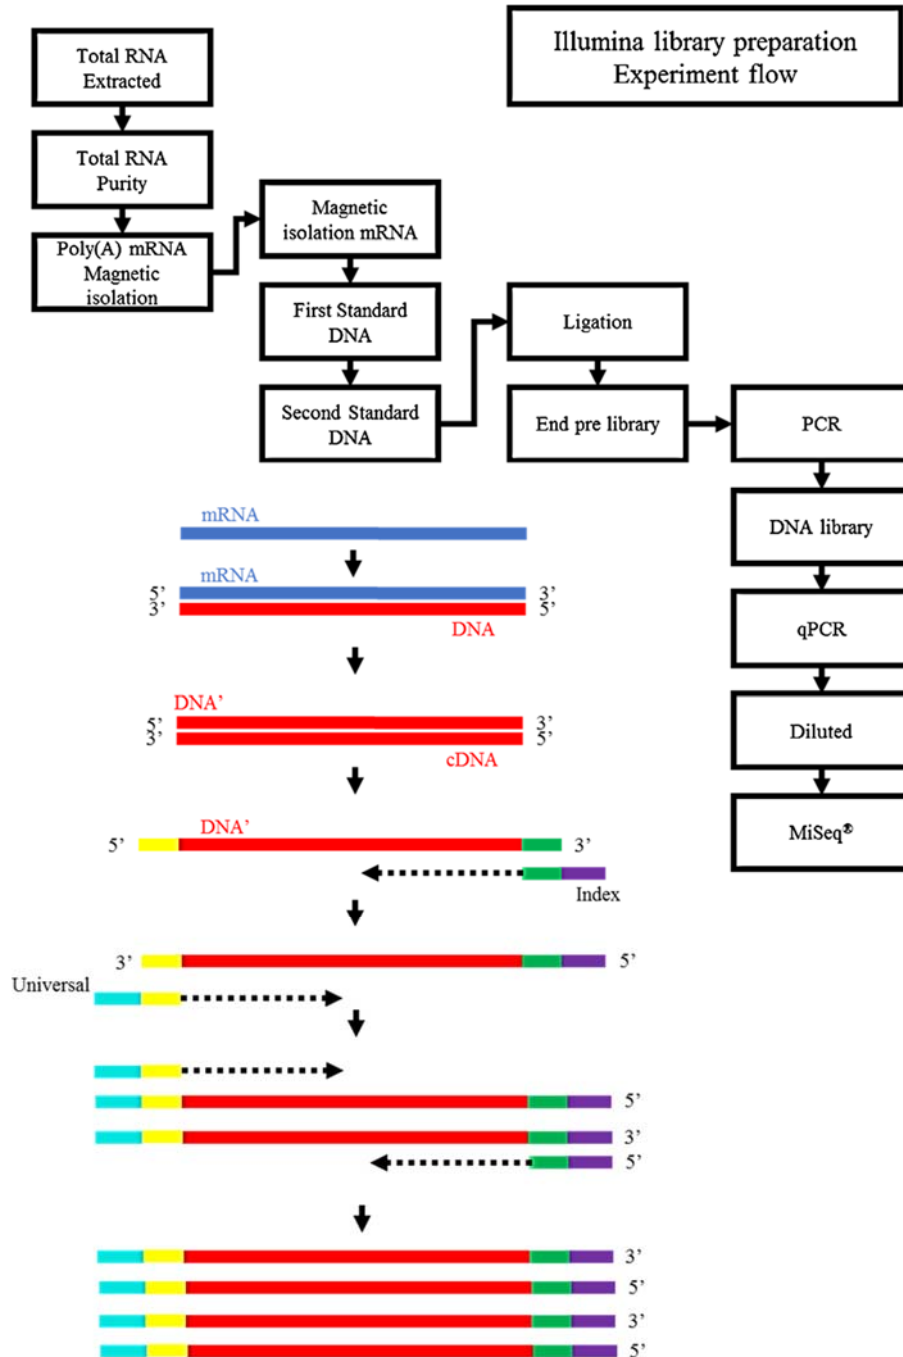 Illumina library preparation
Experiment flow
Total RNA
Extracted
Total RNA
Purity
Poly(A) mRNA
Magnetic
isolation
Magnetic
isolation mRNA
First Standard
DNA
Second Standard
DNA
Ligation
End pre library
PCR
DNA library
qPCR
Diluted
MiSeq®
mRNA
mRNA
5’ 3’
3’ 5’
DNA
DNA’
5’ 3’
3’ 5’
cDNA
DNA’
5’ 3’
Index
3’ 5’
Universal
5’
3’
5’
3’
5’
3’
5’